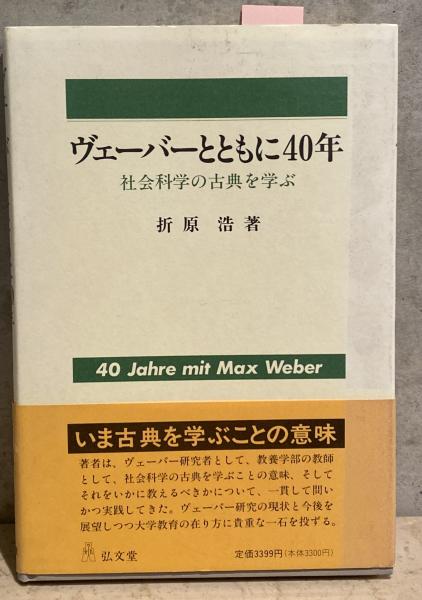 ヴェーバーとともに40年
社会科学の古典を学ぶ
折原 浩 著
40 Jahre mit Max Weber
いま古典を学ぶことの意味
著者は、ヴェーバー研究者として、教養学部の教師
として、社会科学の古典を学ぶことの意味、そして
それをいかに教えるべきかについて、一貫して問い
かつ実践してきた。ヴェーバー研究の現状と今後を
展望しつつ大学教育の在り方に貴重な一石を投ずる。
弘文堂
定価3399円(本体3300円)